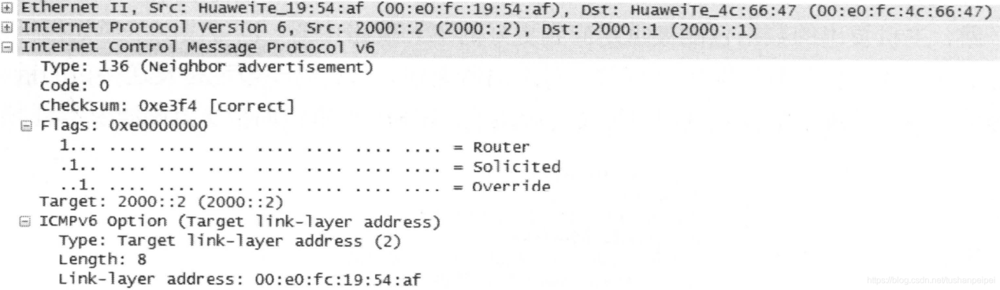 Ethernet II, Src: HuaweiTe_19:54:af (00:e0:fc:19:54:af), Dst: HuaweiTe_4c:66:47 (00:e0:fc:4c:66:47)
Internet Protocol Version 6, Src: 2000::2 (2000::2), Dst: 2000::1 (2000::1)
Internet Control Message Protocol v6
Type: 136 (Neighbor advertisement)
Code: 0
Checksum: 0xe3f4 [correct]
Flags: 0xe0000000
1... .... .... .... .... .... .... .... = Router
.1.. .... .... .... .... .... .... .... = Solicited
..1. .... .... .... .... .... .... .... = Override
Target: 2000::2 (2000::2)
ICMPv6 Option (Target link-layer address)
Type: Target link-layer address (2)
Length: 8
Link-layer address: 00:e0:fc:19:54:af
https://blog.csdn.net/tushanpeipei